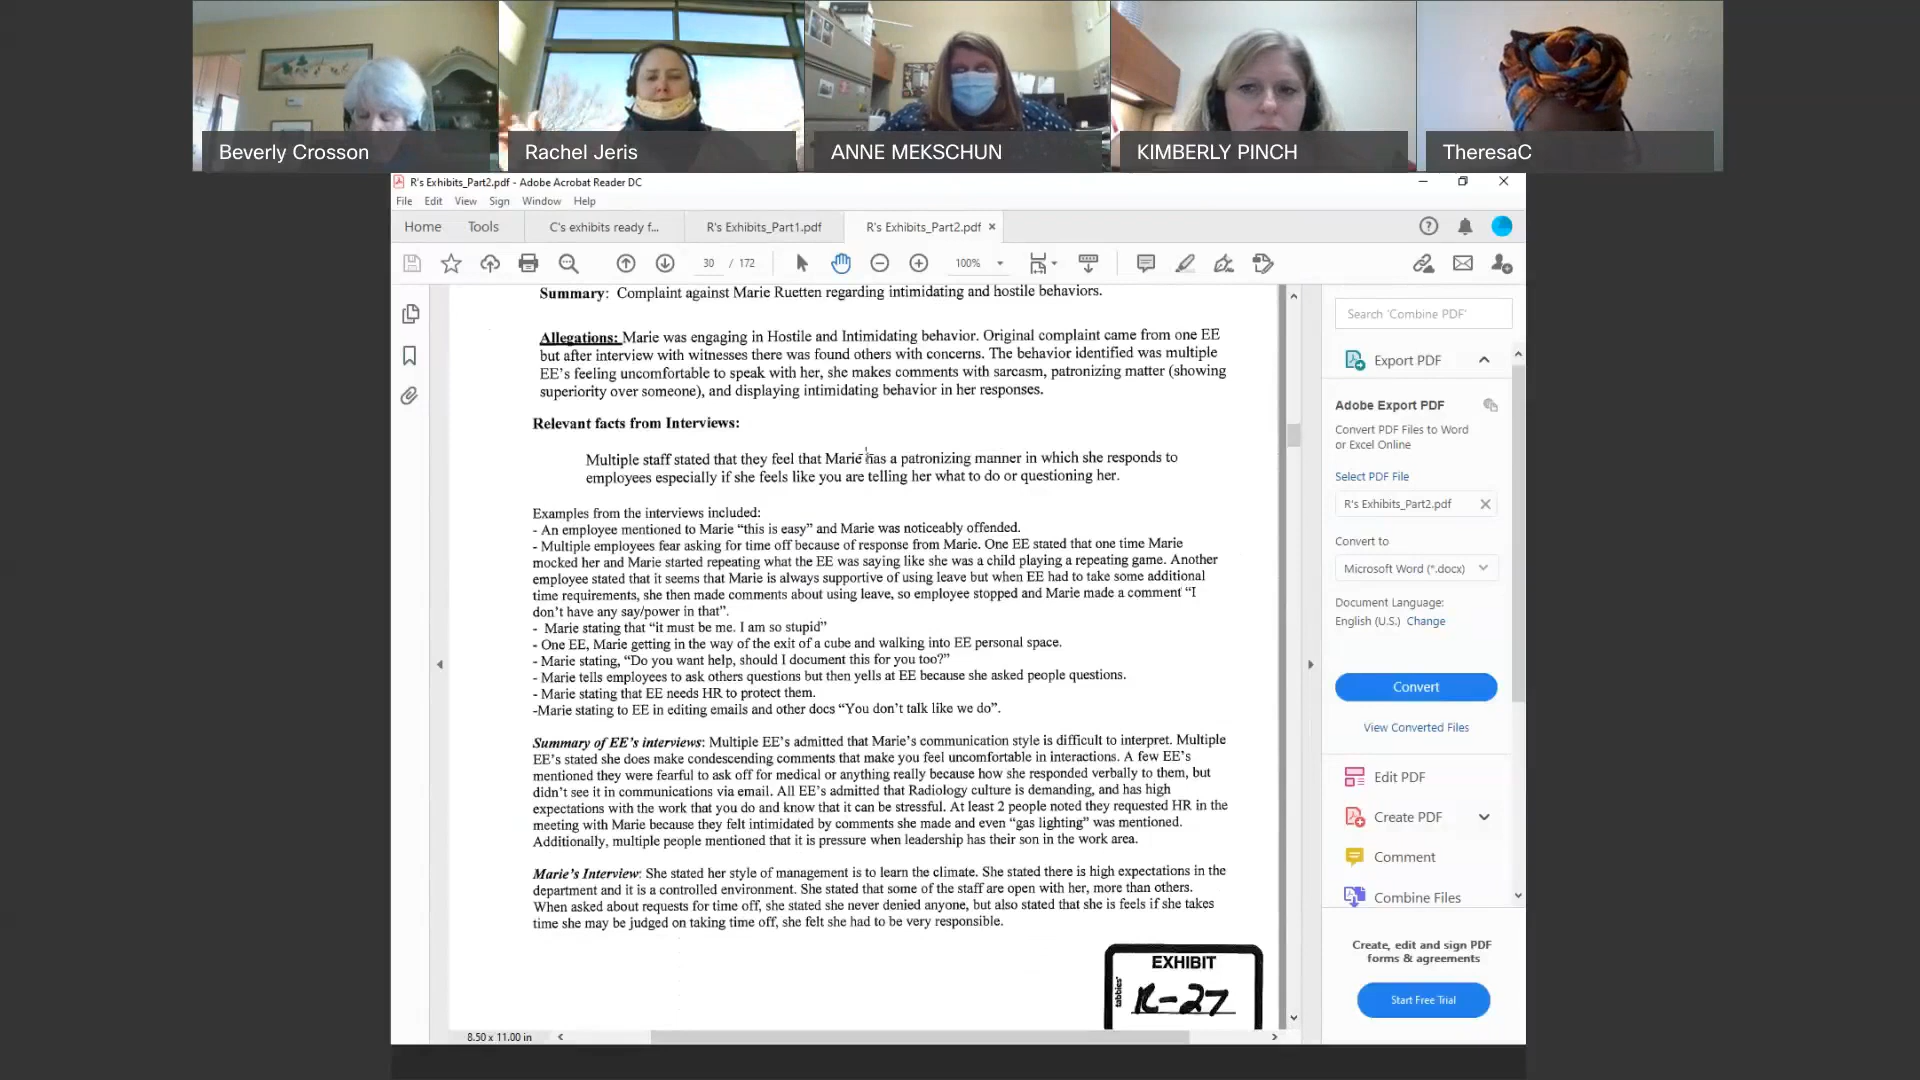 Beverly Crosson
Rachel Jeris
ANNE MEKSCHUN
KIMBERLY PINCH
TheresaC
R's Exhibits_Part2.pdf - Adobe Acrobat Reader DC
File Edit View Sign Window Help
Home Tools C's exhibits ready f... R's Exhibits_Part1.pdf R's Exhibits_Part2.pdf ×
30 / 172 100%
Summary: Complaint against Marie Ruetten regarding intimidating and hostile behaviors.
Allegations: Marie was engaging in Hostile and Intimidating behavior. Original complaint came from one EE
but after interview with witnesses there was found others with concerns. The behavior identified was multiple
EE's feeling uncomfortable to speak with her, she makes comments with sarcasm, patronizing matter (showing
superiority over someone), and displaying intimidating behavior in her responses.
Relevant facts from Interviews:
Multiple staff stated that they feel that Marie has a patronizing manner in which she responds to
employees especially if she feels like you are telling her what to do or questioning her.
Examples from the interviews included:
- An employee mentioned to Marie “this is easy” and Marie was noticeably offended.
- Multiple employees fear asking for time off because of response from Marie. One EE stated that one time Marie
mocked her and Marie started repeating what the EE was saying like she was a child playing a repeating game. Another
employee stated that it seems that Marie is always supportive of using leave but when EE had to take some additional
time requirements, she then made comments about using leave, so employee stopped and Marie made a comment “I
don't have any say/power in that”.
- Marie stating that “it must be me. I am so stupid”
- One EE, Marie getting in the way of the exit of a cube and walking into EE personal space.
- Marie stating, “Do you want help, should I document this for you too?”
- Marie tells employees to ask others questions but then yells at EE because she asked people questions.
- Marie stating that EE needs HR to protect them.
-Marie stating to EE in editing emails and other docs “You don't talk like we do”.
Summary of EE's interviews: Multiple EE's admitted that Marie's communication style is difficult to interpret. Multiple
EE's stated she does make condescending comments that make you feel uncomfortable in interactions. A few EE's
mentioned they were fearful to ask off for medical or anything really because how she responded verbally to them, but
didn't see it in communications via email. All EE's admitted that Radiology culture is demanding, and has high
expectations with the work that you do and know that it can be stressful. At least 2 people noted they requested HR in the
meeting with Marie because they felt intimidated by comments she made and even “gas lighting” was mentioned.
Additionally, multiple people mentioned that it is pressure when leadership has their son in the work area.
Marie's Interview: She stated her style of management is to learn the climate. She stated there is high expectations in the
department and it is a controlled environment. She stated that some of the staff are open with her, more than others.
When asked about requests for time off, she stated she never denied anyone, but also stated that she is feels if she takes
time she may be judged on taking time off, she felt she had to be very responsible.
EXHIBIT
tabbies'
R-27
8.50 x 11.00 in
Search 'Combine PDF'
Export PDF
Adobe Export PDF
Convert PDF Files to Word
or Excel Online
Select PDF File
R's Exhibits_Part2.pdf
Convert to
Microsoft Word (*.docx)
Document Language:
English (U.S.) Change
Convert
View Converted Files
Edit PDF
Create PDF
Comment
Combine Files
Create, edit and sign PDF
forms & agreements
Start Free Trial